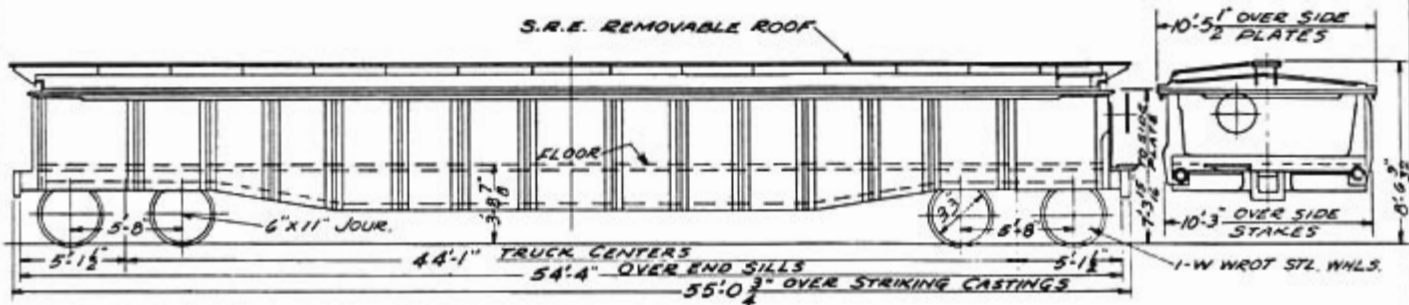 S.R.E. REMOVABLE ROOF
10'-5 1/2" OVER SIDE
PLATES
FLOOR
3'-8 7/8"
7'-3 15/16" TO SIDE
PLATE
8'-6 9/32"
5'-8
6"X11" JOUR.
3'3"
5'-8
10'-3" OVER SIDE
STAKES
5'-1 1/2"
44'-1" TRUCK CENTERS
5'-1 1/2"
1-W WROT STL. WHLS.
54'-4" OVER END SILLS
55'-0 3/4" OVER STRIKING CASTINGS